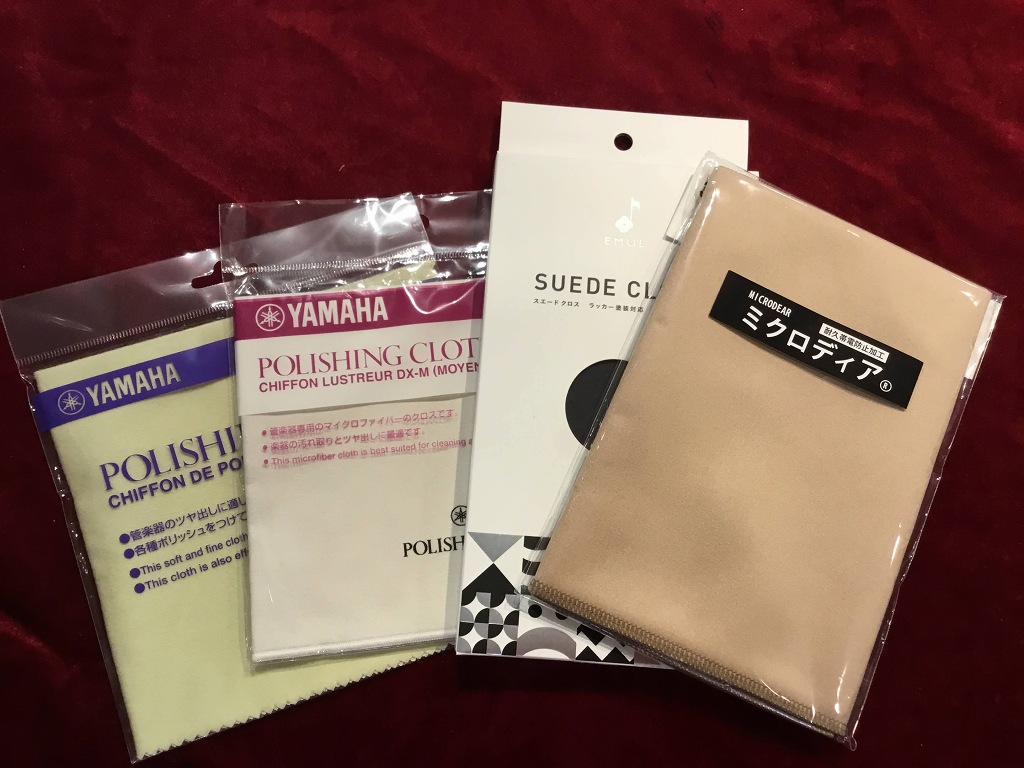 YAMAHA
POLISHI
CHIFFON DE PO
●管楽器のツヤ出しに適し
●各種ポリッシュをつけて
●This soft and fine cloth
●This cloth is also effe
YAMAHA
POLISHING CLOT
CHIFFON LUSTREUR DX-M (MOYEN
●管楽器専用のマイクロファイバーのクロスです。
●楽器の汚れ取りとツヤ出しに最適です。
●This microfiber cloth is best suited for cleaning a
POLISH
EMUL
SUEDE CL
スエードクロス ラッカー塗装対応
MICRODEAR
耐久帯電防止加工
ミクロディア®